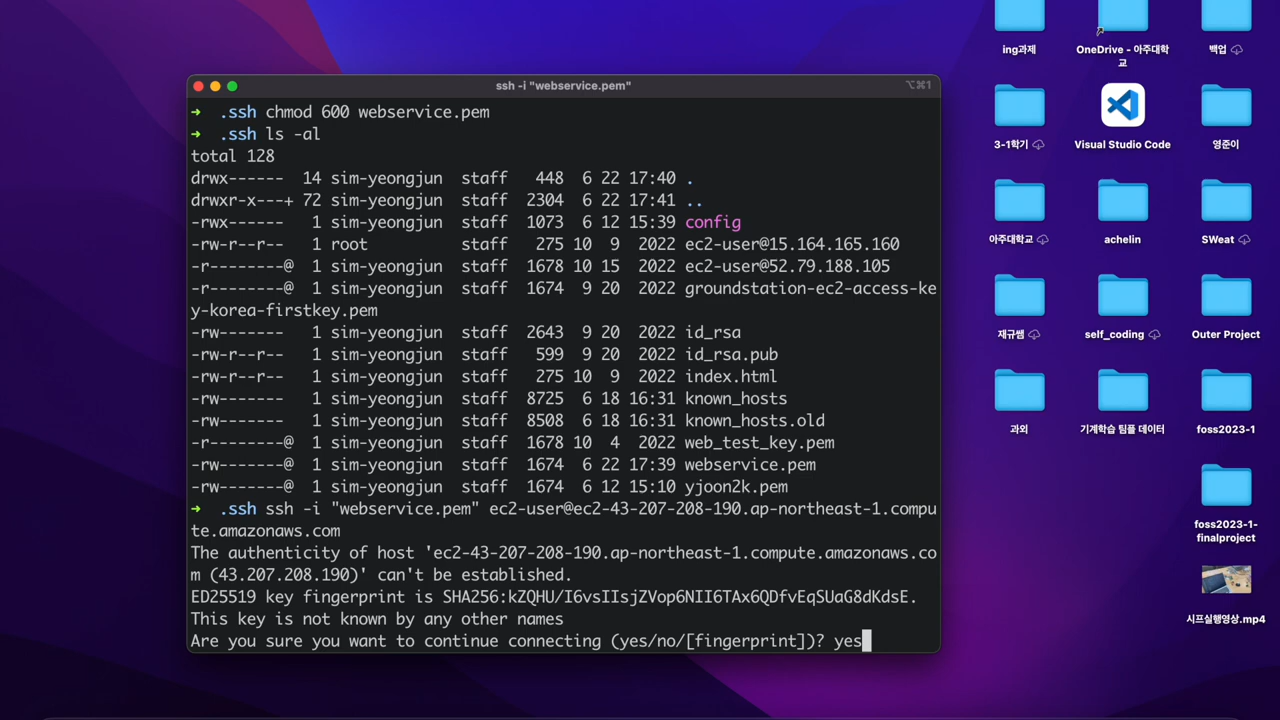 ssh -i "webservice.pem"
⌥⌘1
➜ .ssh chmod 600 webservice.pem
➜ .ssh ls -al
total 128
drwx------ 14 sim-yeongjun staff 448 6 22 17:40 .
drwxr-x---+ 72 sim-yeongjun staff 2304 6 22 17:41 ..
-rwx------ 1 sim-yeongjun staff 1073 6 12 15:39 config
-rw-r--r-- 1 root staff 275 10 9 2022 ec2-user@15.164.165.160
-r--------@ 1 sim-yeongjun staff 1678 10 15 2022 ec2-user@52.79.188.105
-r--------@ 1 sim-yeongjun staff 1674 9 20 2022 groundstation-ec2-access-ke
y-korea-firstkey.pem
-rw------- 1 sim-yeongjun staff 2643 9 20 2022 id_rsa
-rw-r--r-- 1 sim-yeongjun staff 599 9 20 2022 id_rsa.pub
-rw-r--r-- 1 sim-yeongjun staff 275 10 9 2022 index.html
-rw------- 1 sim-yeongjun staff 8725 6 18 16:31 known_hosts
-rw------- 1 sim-yeongjun staff 8508 6 18 16:31 known_hosts.old
-r--------@ 1 sim-yeongjun staff 1678 10 4 2022 web_test_key.pem
-rw-------@ 1 sim-yeongjun staff 1674 6 22 17:39 webservice.pem
-rw-------@ 1 sim-yeongjun staff 1674 6 12 15:10 yjoon2k.pem
➜ .ssh ssh -i "webservice.pem" ec2-user@ec2-43-207-208-190.ap-northeast-1.compu
te.amazonaws.com
The authenticity of host 'ec2-43-207-208-190.ap-northeast-1.compute.amazonaws.co
m (43.207.208.190)' can't be established.
ED25519 key fingerprint is SHA256:kZQHU/I6vsIIsjZVop6NII6TAx6QDfvEqSUaG8dKdsE.
This key is not known by any other names
Are you sure you want to continue connecting (yes/no/[fingerprint])? yes
ing과제
OneDrive - 아주대학
교
백업
3-1학기
Visual Studio Code
영준이
아주대학교
achelin
SWeat
재규쌤
self_coding
Outer Project
과외
기계학습 팀플 데이터
foss2023-1
foss2023-1-
finalproject
시프실행영상.mp4